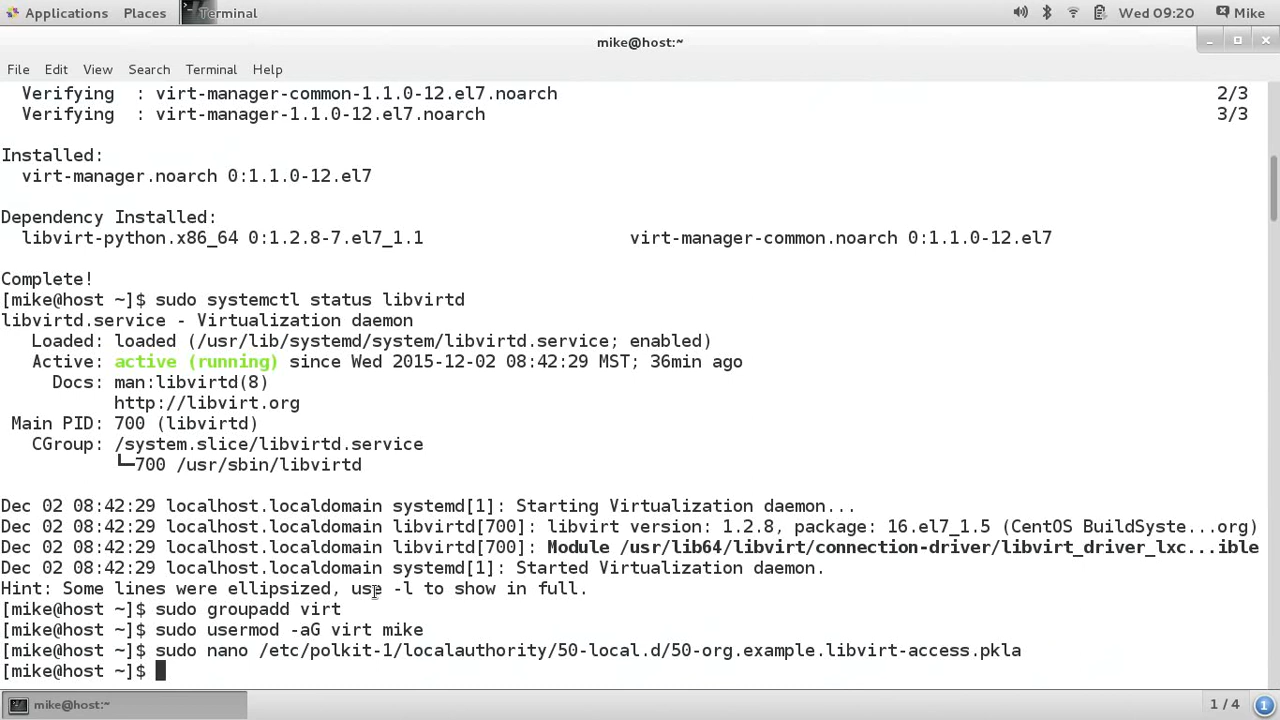 Applications Places Terminal Wed 09:20 Mike
mike@host:~
File Edit View Search Terminal Help
Verifying : virt-manager-common-1.1.0-12.el7.noarch 2/3
Verifying : virt-manager-1.1.0-12.el7.noarch 3/3
Installed:
virt-manager.noarch 0:1.1.0-12.el7
Dependency Installed:
libvirt-python.x86_64 0:1.2.8-7.el7_1.1 virt-manager-common.noarch 0:1.1.0-12.el7
Complete!
[mike@host ~]$ sudo systemctl status libvirtd
libvirtd.service - Virtualization daemon
Loaded: loaded (/usr/lib/systemd/system/libvirtd.service; enabled)
Active: active (running) since Wed 2015-12-02 08:42:29 MST; 36min ago
Docs: man:libvirtd(8)
http://libvirt.org
Main PID: 700 (libvirtd)
CGroup: /system.slice/libvirtd.service
└─700 /usr/sbin/libvirtd
Dec 02 08:42:29 localhost.localdomain systemd[1]: Starting Virtualization daemon...
Dec 02 08:42:29 localhost.localdomain libvirtd[700]: libvirt version: 1.2.8, package: 16.el7_1.5 (CentOS BuildSyste...org)
Dec 02 08:42:29 localhost.localdomain libvirtd[700]: Module /usr/lib64/libvirt/connection-driver/libvirt_driver_lxc...ible
Dec 02 08:42:29 localhost.localdomain systemd[1]: Started Virtualization daemon.
Hint: Some lines were ellipsized, use -l to show in full.
[mike@host ~]$ sudo groupadd virt
[mike@host ~]$ sudo usermod -aG virt mike
[mike@host ~]$ sudo nano /etc/polkit-1/localauthority/50-local.d/50-org.example.libvirt-access.pkla
[mike@host ~]$
mike@host:~ 1 / 4 1